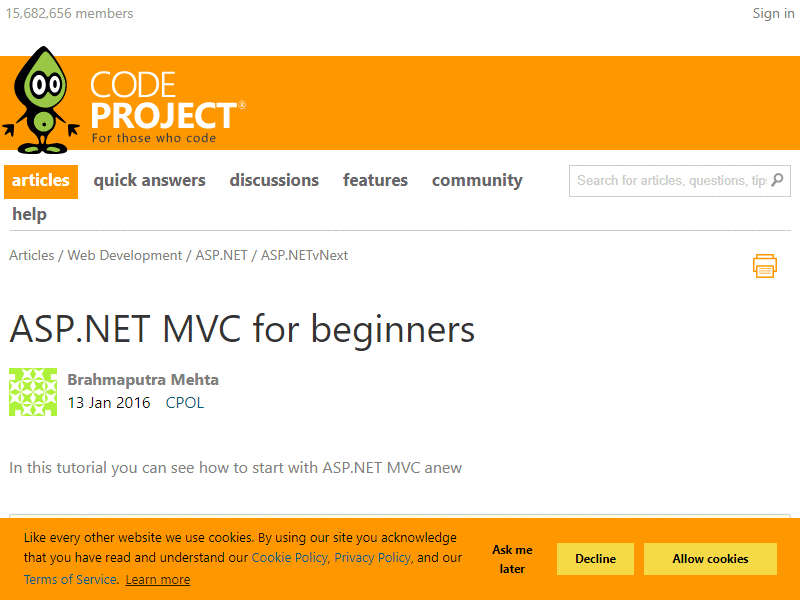 15,682,656 members
Sign in
CODE
PROJECT®
For those who code
articles quick answers discussions features community
Search for articles, questions, tips
help
Articles / Web Development / ASP.NET / ASP.NETvNext
ASP.NET MVC for beginners
Brahmaputra Mehta
13 Jan 2016 CPOL
In this tutorial you can see how to start with ASP.NET MVC anew
Like every other website we use cookies. By using our site you acknowledge
that you have read and understand our Cookie Policy, Privacy Policy, and our
Terms of Service. Learn more
Ask me
later
Decline
Allow cookies